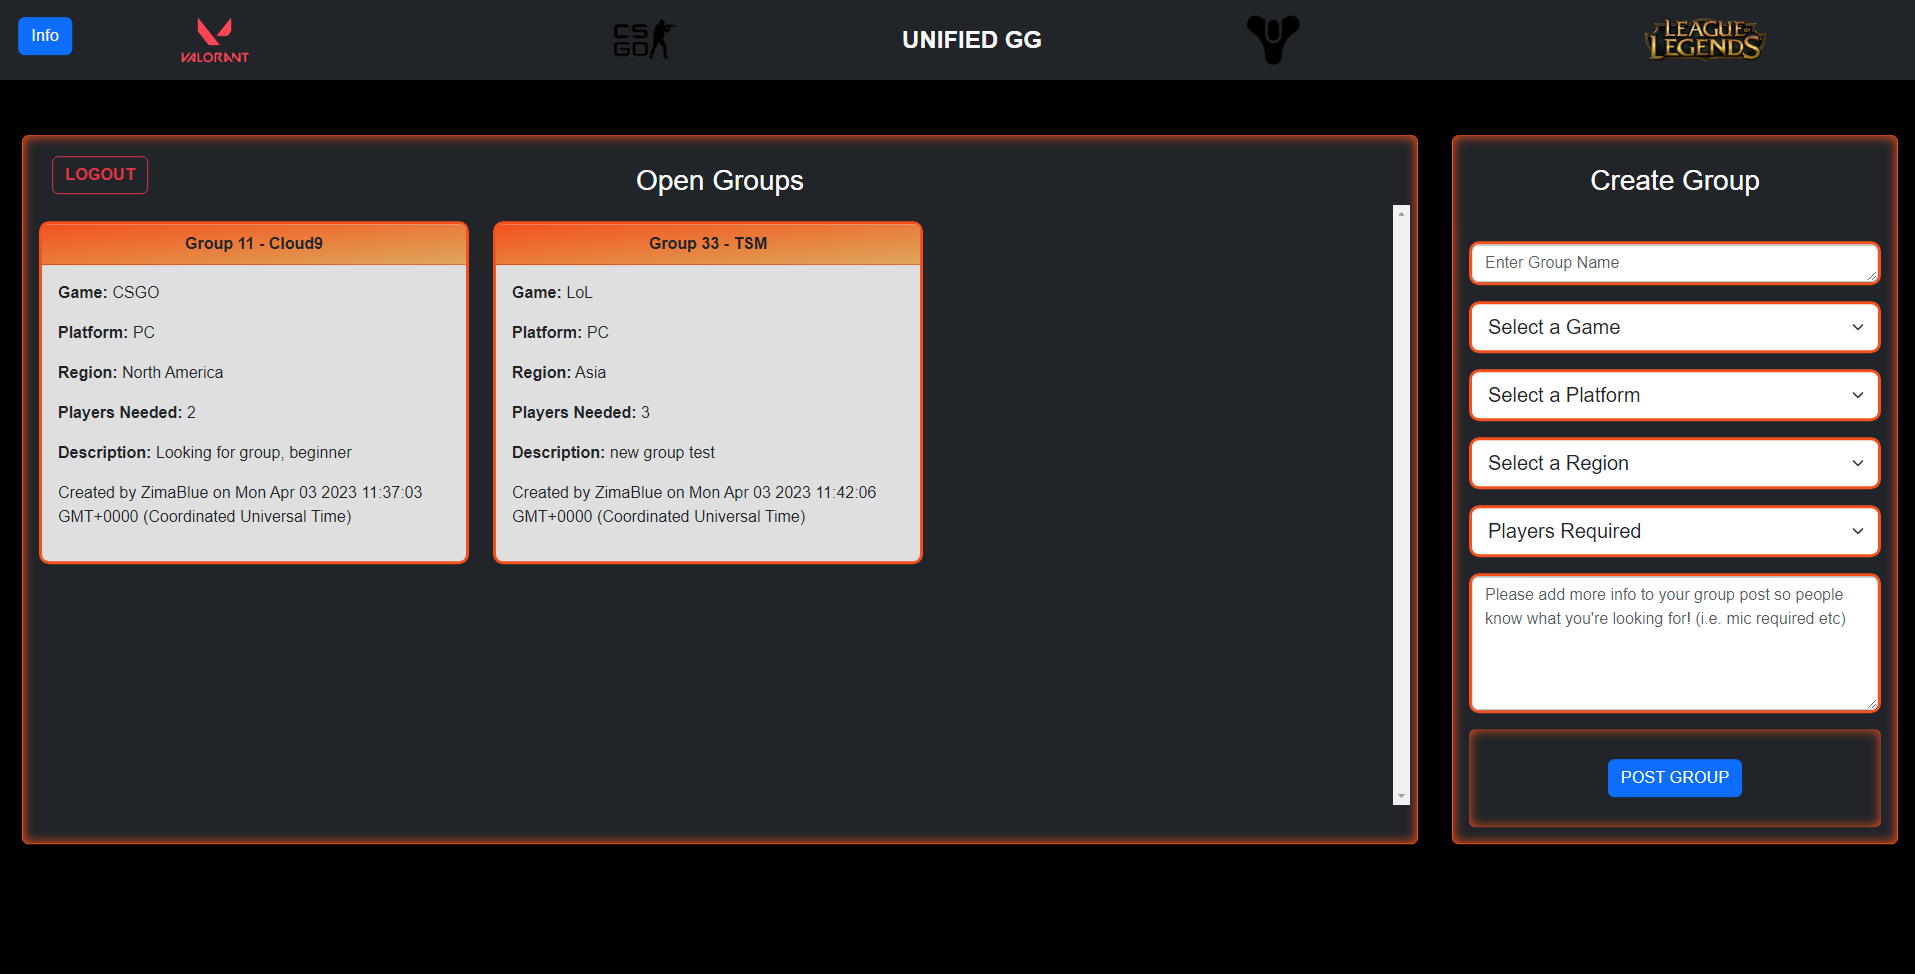 Info
VALORANT
CS
GO
UNIFIED GG
LEAGUE OF
LEGENDS
LOGOUT
Open Groups
Group 11 - Cloud9
Game: CSGO
Platform: PC
Region: North America
Players Needed: 2
Description: Looking for group, beginner
Created by ZimaBlue on Mon Apr 03 2023 11:37:03
GMT+0000 (Coordinated Universal Time)
Group 33 - TSM
Game: LoL
Platform: PC
Region: Asia
Players Needed: 3
Description: new group test
Created by ZimaBlue on Mon Apr 03 2023 11:42:06
GMT+0000 (Coordinated Universal Time)
Create Group
Enter Group Name
Select a Game
Select a Platform
Select a Region
Players Required
Please add more info to your group post so people
know what you're looking for! (i.e. mic required etc)
POST GROUP